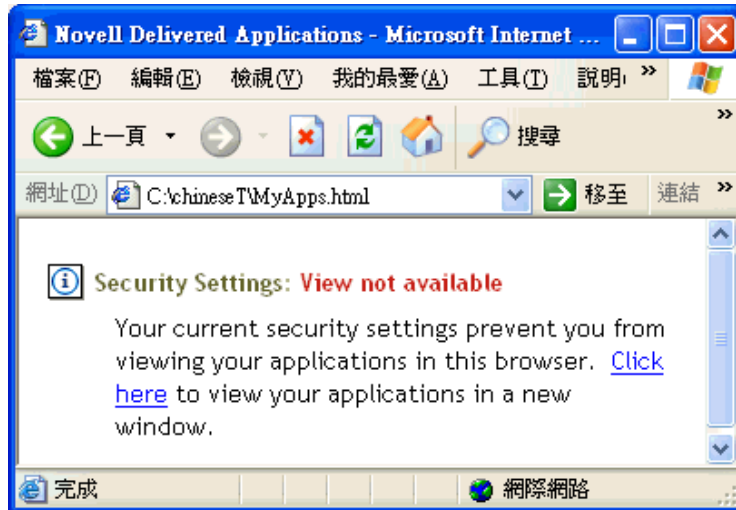 Novell Delivered Applications - Microsoft Internet ...
檔案(F) 編輯(E) 檢視(V) 我的最愛(A) 工具(T) 說明 »
上一頁 搜尋 »
網址(D) C:\chineseT\MyApps.html 移至 連結 »
Security Settings: View not available
Your current security settings prevent you from
viewing your applications in this browser. Click
here to view your applications in a new
window.
完成 網際網路